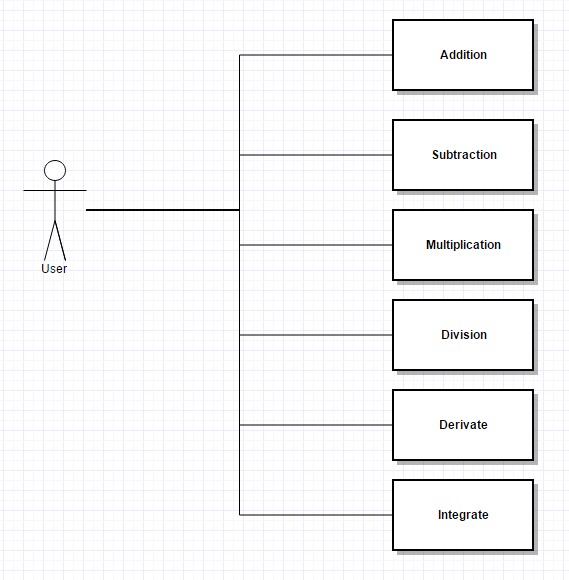 Addition
Subtraction
Multiplication
User
Division
Derivate
Integrate